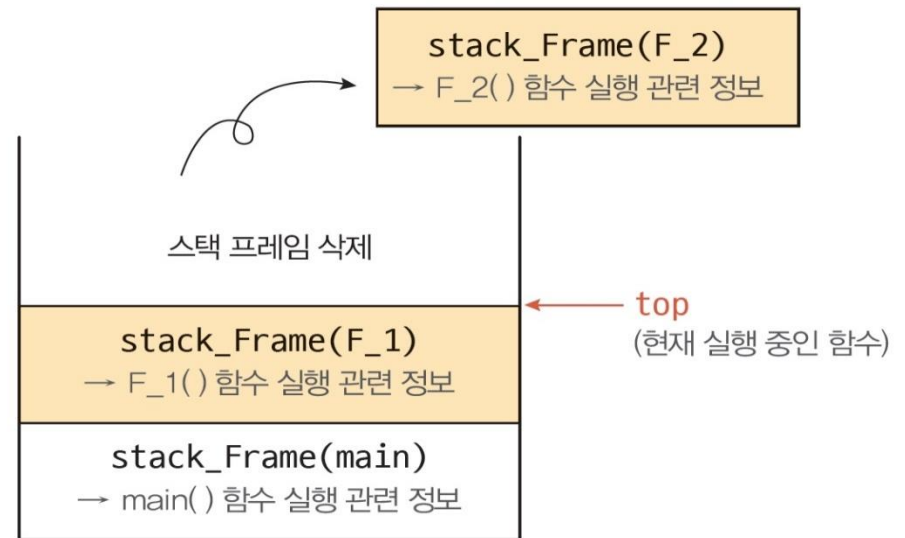 stack_Frame(F_2)
→ F_2( ) 함수 실행 관련 정보
스택 프레임 삭제
top
(현재 실행 중인 함수)
stack_Frame(F_1)
→ F_1( ) 함수 실행 관련 정보
stack_Frame(main)
→ main( ) 함수 실행 관련 정보